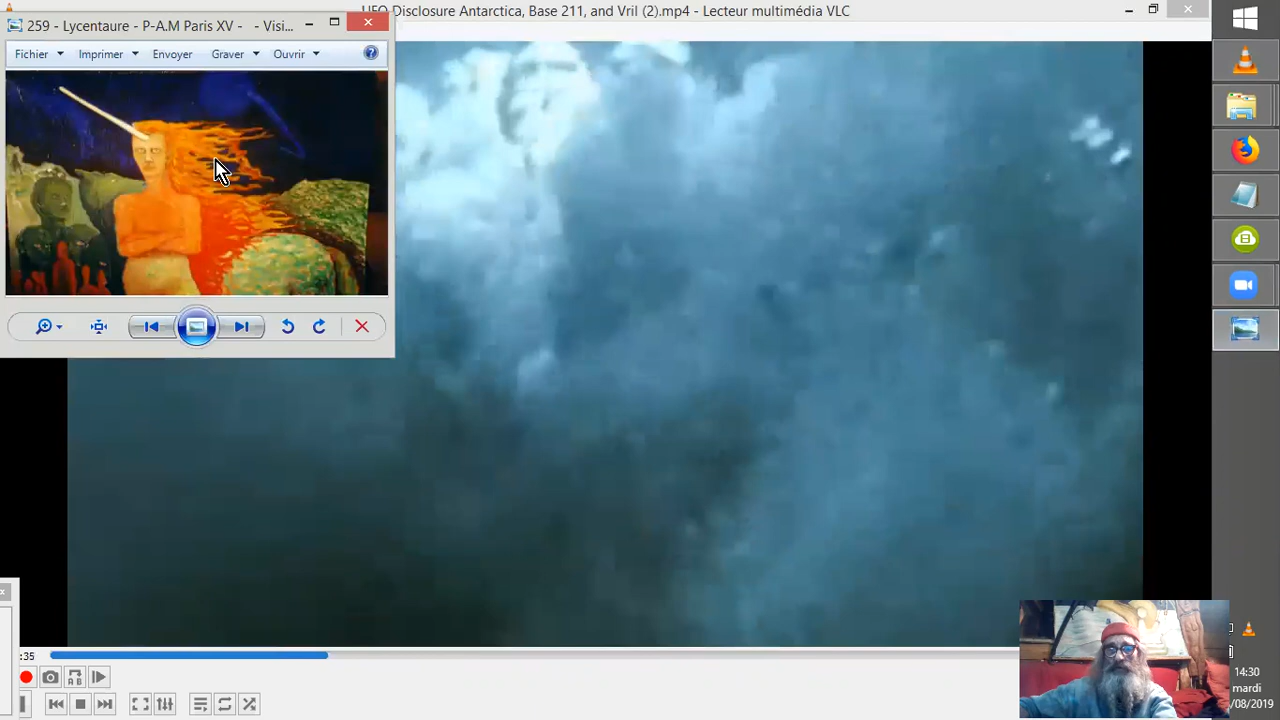 259 - Lycentaure - P-A.M Paris XV - - Visi...
UFO Disclosure Antarctica, Base 211, and Vril (2).mp4 - Lecteur multimédia VLC
Fichier Imprimer Envoyer Graver Ouvrir
:35
A B
14:30
mardi
/08/2019